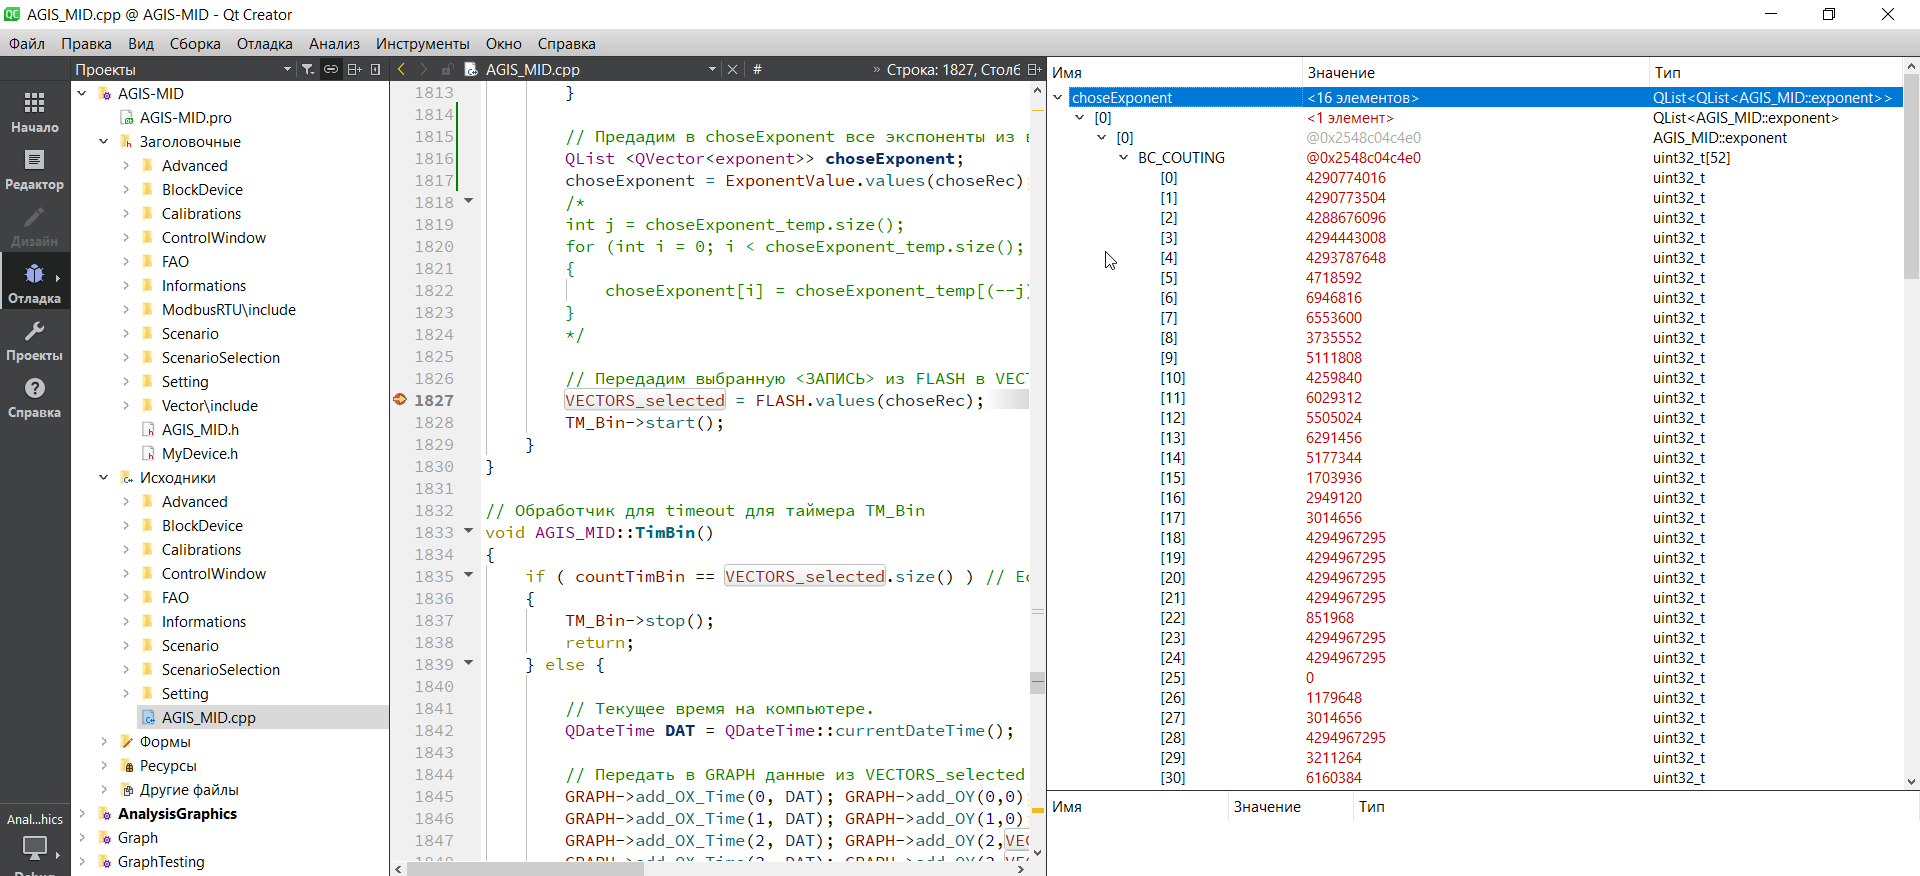 AGIS_MID.cpp @ AGIS-MID - Qt Creator
Файл Правка Вид Сборка Отладка Анализ Инструменты Окно Справка
Начало
Редактор
Дизайн
Отладка
Проекты
Справка
Anal...hics
Проекты
AGIS-MID
AGIS-MID.pro
Заголовочные
Advanced
BlockDevice
Calibrations
ControlWindow
FAO
Informations
ModbusRTU\include
Scenario
ScenarioSelection
Setting
Vector\include
AGIS_MID.h
MyDevice.h
Исходники
Advanced
BlockDevice
Calibrations
ControlWindow
FAO
Informations
Scenario
ScenarioSelection
Setting
AGIS_MID.cpp
Формы
Ресурсы
Другие файлы
AnalysisGraphics
Graph
GraphTesting
AGIS_MID.cpp # » Строка: 1827, Столб
1813 }
1814
1815 // Предадим в choseExponent все экспоненты из
1816 QList <QVector<exponent>> choseExponent;
1817 choseExponent = ExponentValue.values(choseRec)
1818 /*
1819 int j = choseExponent_temp.size();
1820 for (int i = 0; i < choseExponent_temp.size();
1821 {
1822 choseExponent[i] = choseExponent_temp[(--j)
1823 }
1824 */
1825
1826 // Передадим выбранную <ЗАПИСЬ> из FLASH в VECT
1827 VECTORS_selected = FLASH.values(choseRec);
1828 TM_Bin->start();
1829 }
1830 }
1831
1832 // Обработчик для timeout для таймера TM_Bin
1833 void AGIS_MID::TimBin()
1834 {
1835 if ( countTimBin == VECTORS_selected.size() ) // Ес
1836 {
1837 TM_Bin->stop();
1838 return;
1839 } else {
1840
1841 // Текущее время на компьютере.
1842 QDateTime DAT = QDateTime::currentDateTime();
1843
1844 // Передать в GRAPH данные из VECTORS_selected
1845 GRAPH->add_OX_Time(0, DAT); GRAPH->add_OY(0,0)
1846 GRAPH->add_OX_Time(1, DAT); GRAPH->add_OY(1,0)
1847 GRAPH->add_OX_Time(2, DAT); GRAPH->add_OY(2,VEC
Имя Значение Тип
choseExponent <16 элементов> QList<QList<AGIS_MID::exponent>>
[0] <1 элемент> QList<AGIS_MID::exponent>
[0] @0x2548c04c4e0 AGIS_MID::exponent
BC_COUTING @0x2548c04c4e0 uint32_t[52]
[0] 4290774016 uint32_t
[1] 4290773504 uint32_t
[2] 4288676096 uint32_t
[3] 4294443008 uint32_t
[4] 4293787648 uint32_t
[5] 4718592 uint32_t
[6] 6946816 uint32_t
[7] 6553600 uint32_t
[8] 3735552 uint32_t
[9] 5111808 uint32_t
[10] 4259840 uint32_t
[11] 6029312 uint32_t
[12] 5505024 uint32_t
[13] 6291456 uint32_t
[14] 5177344 uint32_t
[15] 1703936 uint32_t
[16] 2949120 uint32_t
[17] 3014656 uint32_t
[18] 4294967295 uint32_t
[19] 4294967295 uint32_t
[20] 4294967295 uint32_t
[21] 4294967295 uint32_t
[22] 851968 uint32_t
[23] 4294967295 uint32_t
[24] 4294967295 uint32_t
[25] 0 uint32_t
[26] 1179648 uint32_t
[27] 3014656 uint32_t
[28] 4294967295 uint32_t
[29] 3211264 uint32_t
[30] 6160384 uint32_t
Имя Значение Тип